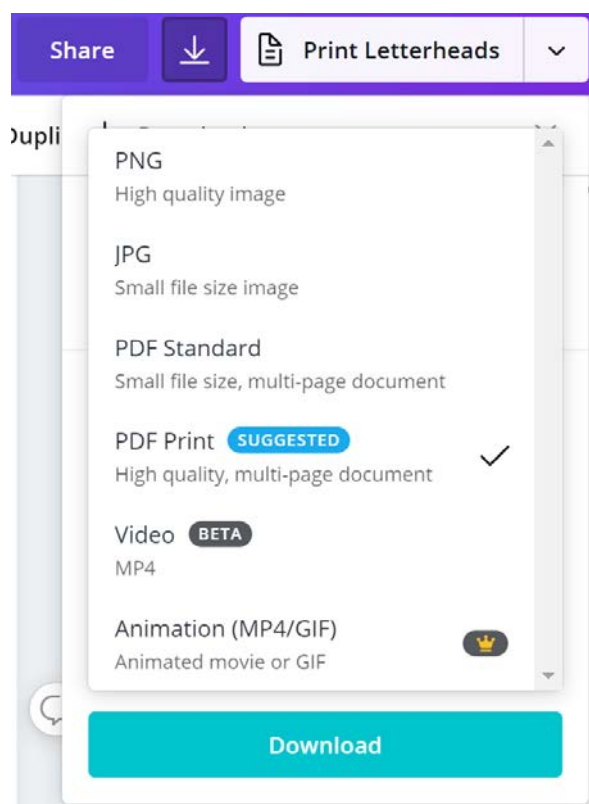 Share
Print Letterheads
Dupli
PNG
High quality image
JPG
Small file size image
PDF Standard
Small file size, multi-page document
PDF Print SUGGESTED
High quality, multi-page document
Video BETA
MP4
Animation (MP4/GIF)
Animated movie or GIF
Download